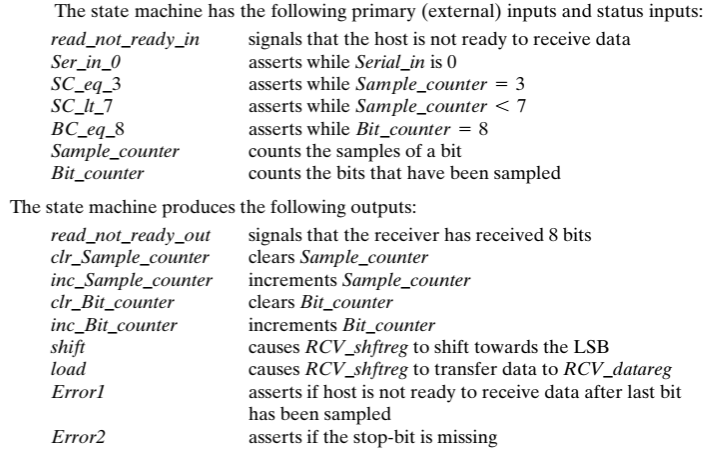 The state machine has the following primary (external) inputs and status inputs:
read_not_ready_in signals that the host is not ready to receive data
Ser_in_0 asserts while Serial_in is 0
SC_eq_3 asserts while Sample_counter = 3
SC_lt_7 asserts while Sample_counter < 7
BC_eq_8 asserts while Bit_counter = 8
Sample_counter counts the samples of a bit
Bit_counter counts the bits that have been sampled
The state machine produces the following outputs:
read_not_ready_out signals that the receiver has received 8 bits
clr_Sample_counter clears Sample_counter
inc_Sample_counter increments Sample_counter
clr_Bit_counter clears Bit_counter
inc_Bit_counter increments Bit_counter
shift causes RCV_shftreg to shift towards the LSB
load causes RCV_shftreg to transfer data to RCV_datareg
Error1 asserts if host is not ready to receive data after last bit
has been sampled
Error2 asserts if the stop-bit is missing